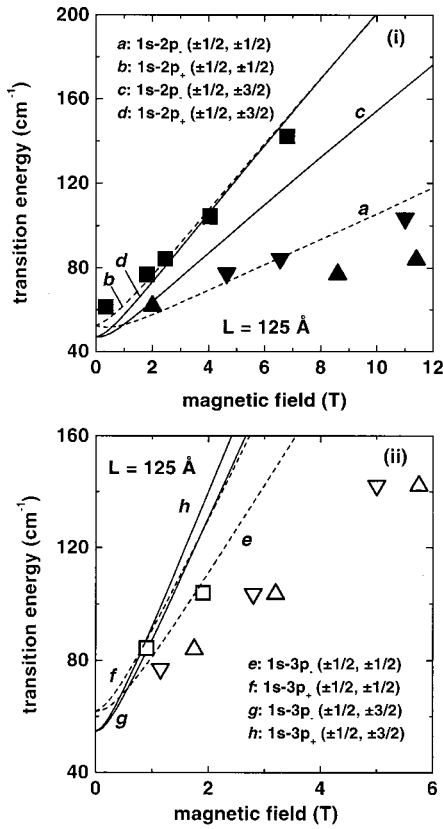 (i)
a: 1s-2p₋ (±1/2, ±1/2)
b: 1s-2p₊ (±1/2, ±1/2)
c: 1s-2p₋ (±1/2, ±3/2)
d: 1s-2p₊ (±1/2, ±3/2)
200
160
120
80
40
transition energy (cm⁻¹)
c
a
d
b
L = 125 Å
0 2 4 6 8 10 12
magnetic field (T)
(ii)
L = 125 Å
160
120
80
40
transition energy (cm⁻¹)
h
e
f
g
e: 1s-3p₋ (±1/2, ±1/2)
f: 1s-3p₊ (±1/2, ±1/2)
g: 1s-3p₋ (±1/2, ±3/2)
h: 1s-3p₊ (±1/2, ±3/2)
0 2 4 6
magnetic field (T)